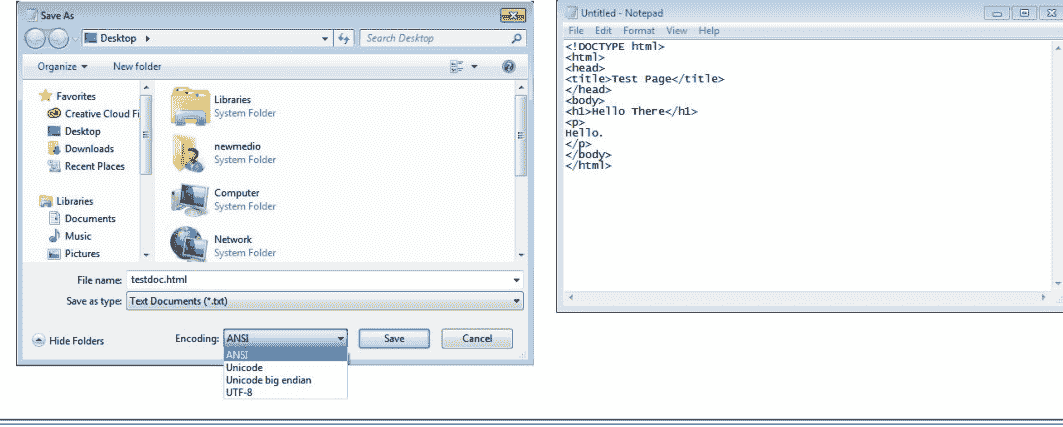 Save As
Desktop
Search Desktop
Organize
New folder
Favorites
Creative Cloud Fi
Desktop
Downloads
Recent Places
Libraries
Documents
Music
Pictures
Libraries
System Folder
newmedio
System Folder
Computer
System Folder
Network
System Folder
File name: testdoc.html
Save as type: Text Documents (*.txt)
Hide Folders
Encoding: ANSI
Save
Cancel
ANSI
Unicode
Unicode big endian
UTF-8
Untitled - Notepad
File Edit Format View Help
<!DOCTYPE html>
<html>
<head>
<title>Test Page</title>
</head>
<body>
<h1>Hello There</h1>
<p>
Hello.
</p>
</body>
</html>